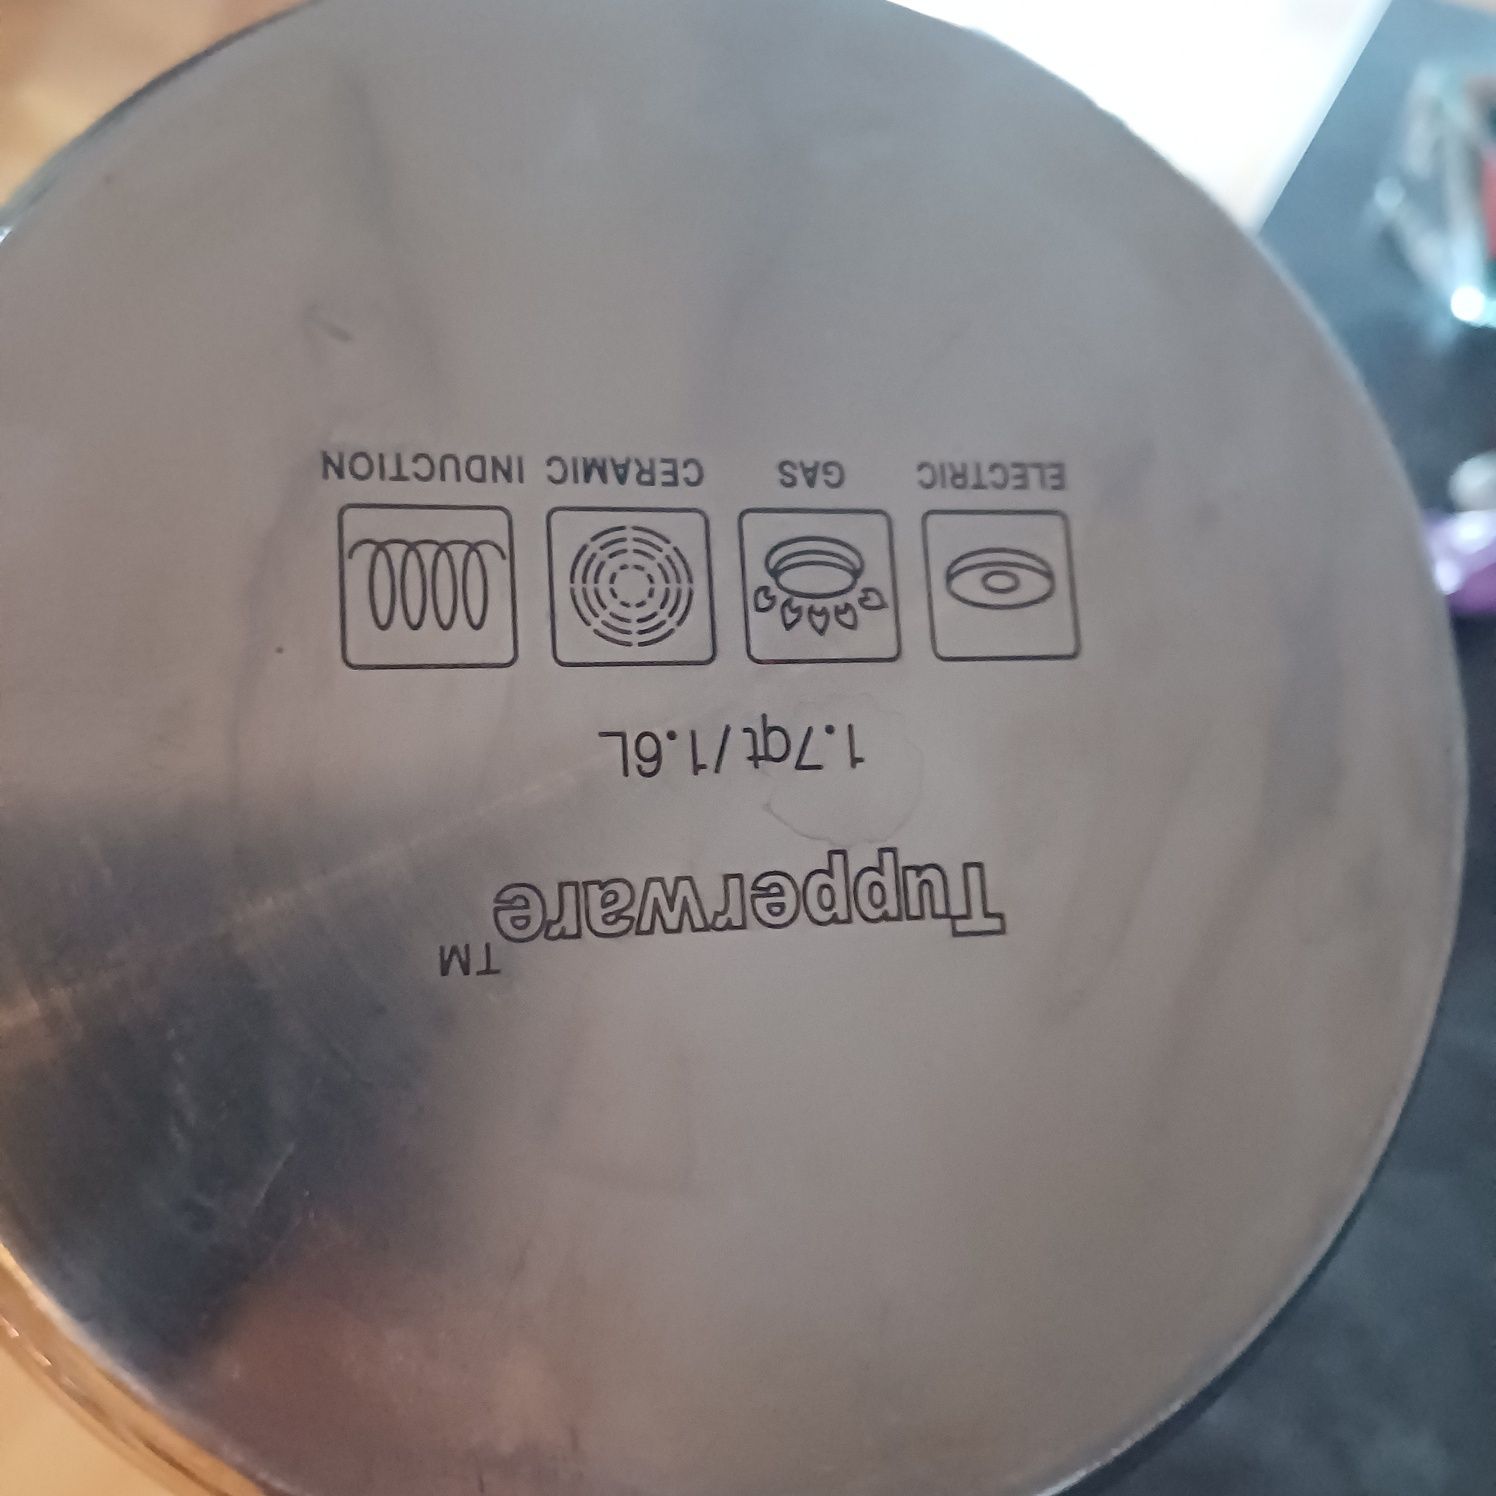 Tupperware™
1.7qt/1.6L
ELECTRIC GAS CERAMIC INDUCTION